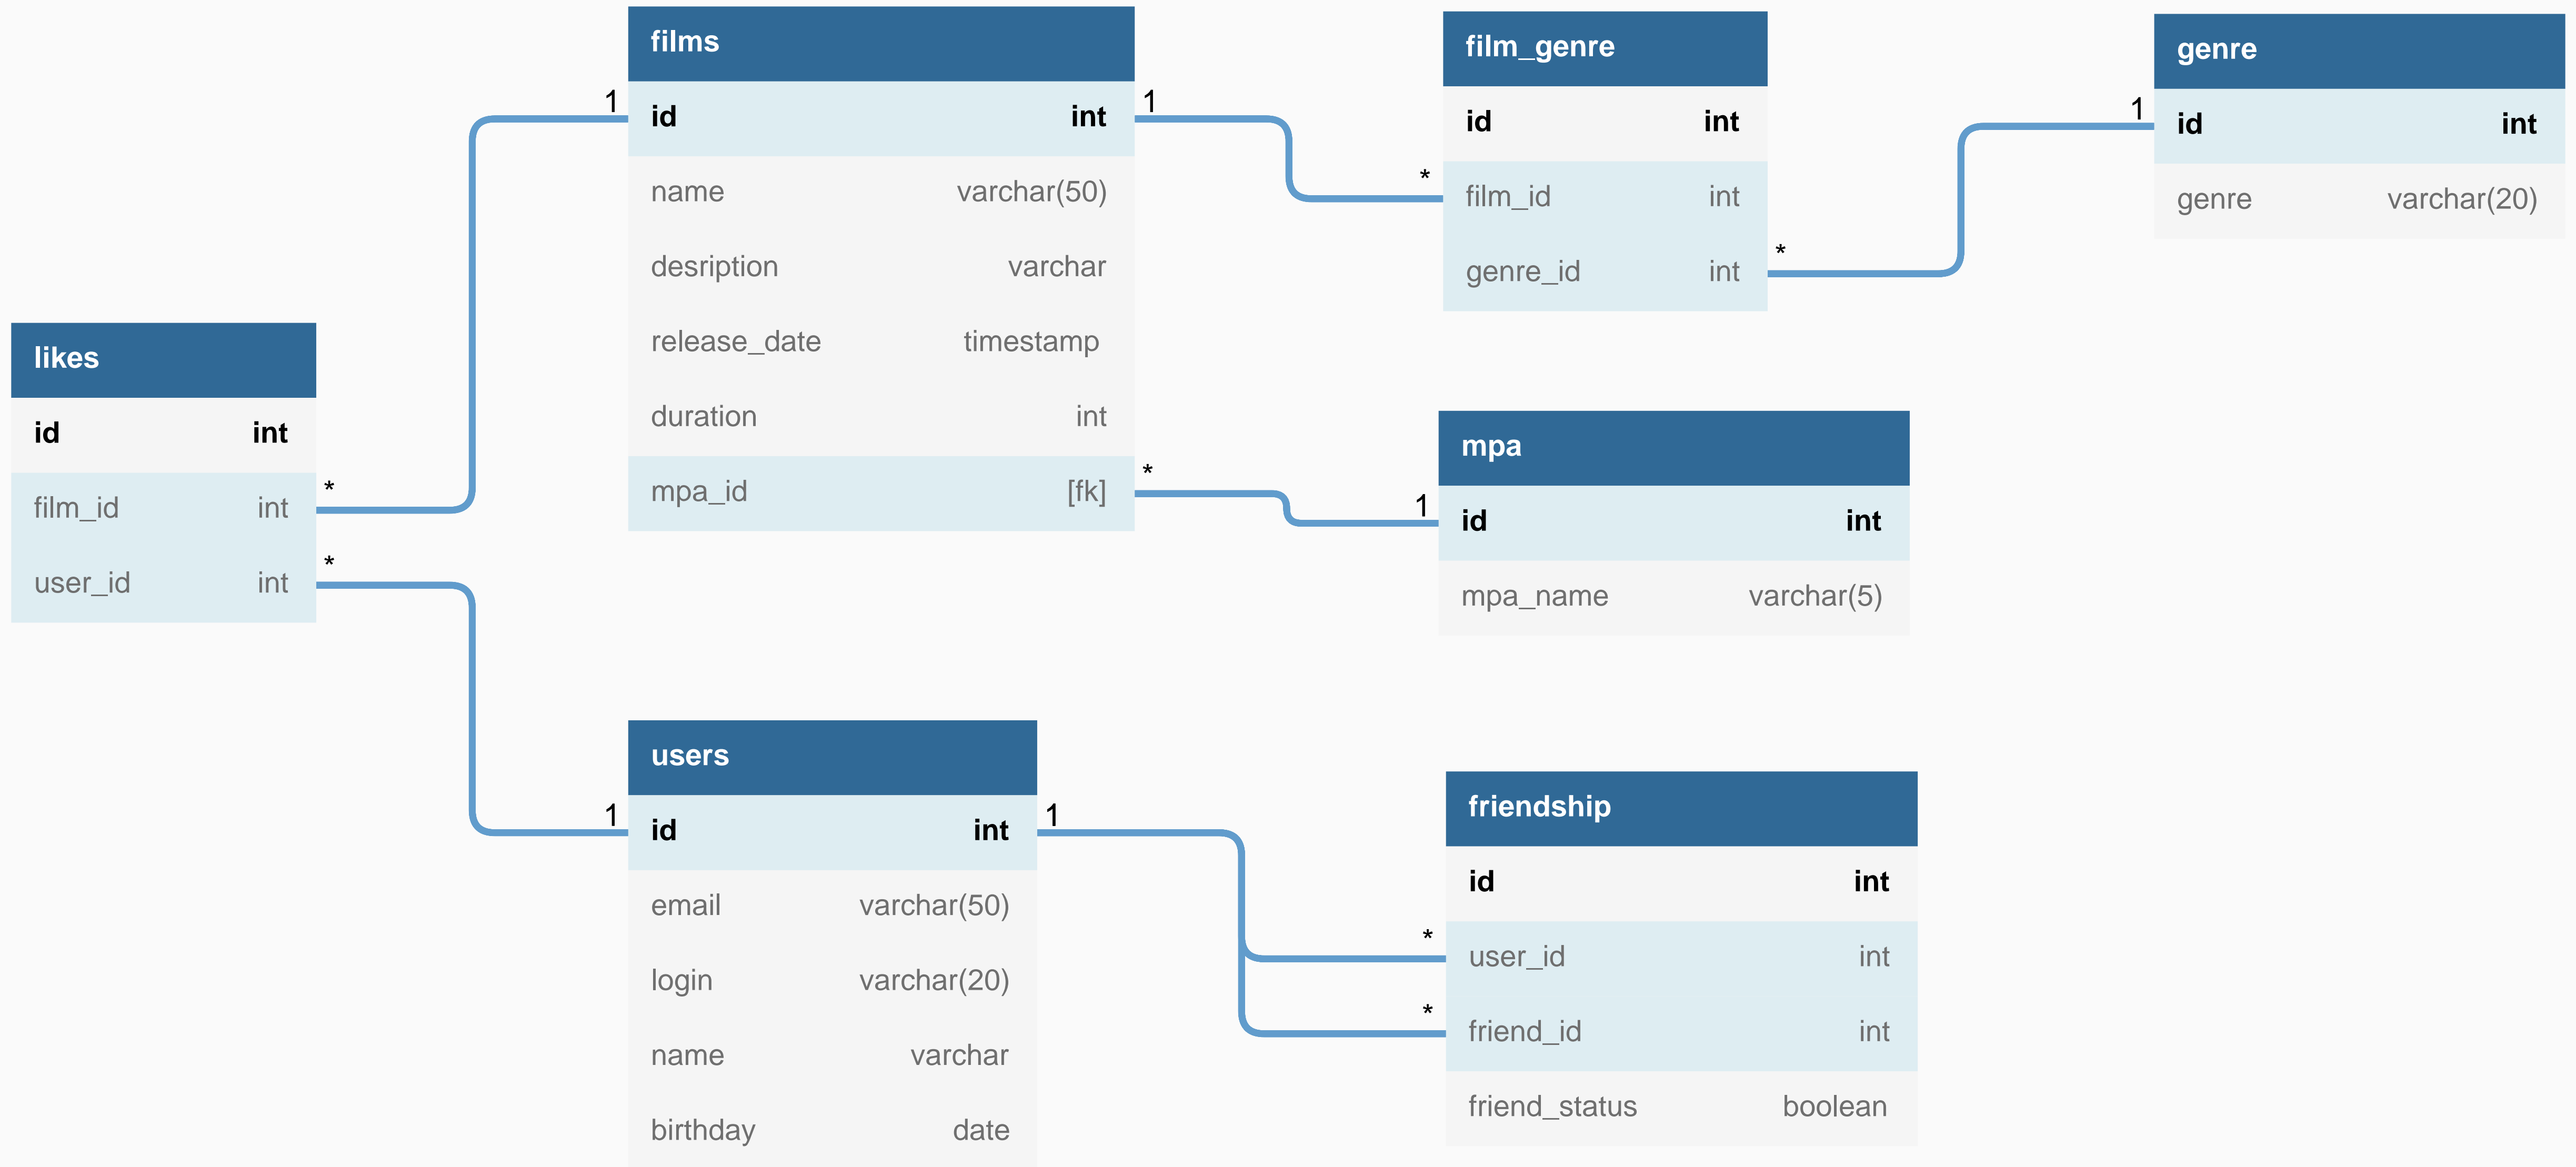 films
1
id int
1
name varchar(50)
desription varchar
release_date timestamp
duration int
mpa_id [fk]
*
film_genre
id int
*
film_id int
genre_id int
*
genre
1
id int
genre varchar(20)
likes
id int
film_id int
*
user_id int
*
mpa
1
id int
mpa_name varchar(5)
users
1
id int
1
email varchar(50)
login varchar(20)
name varchar
birthday date
friendship
id int
*
user_id int
*
friend_id int
friend_status boolean